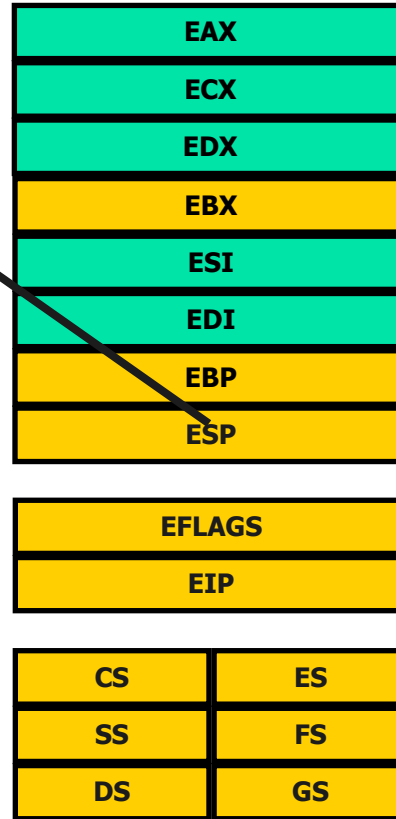 EAX
ECX
EDX
EBX
ESI
EDI
EBP
ESP
EFLAGS
EIP
CS ES
SS FS
DS GS